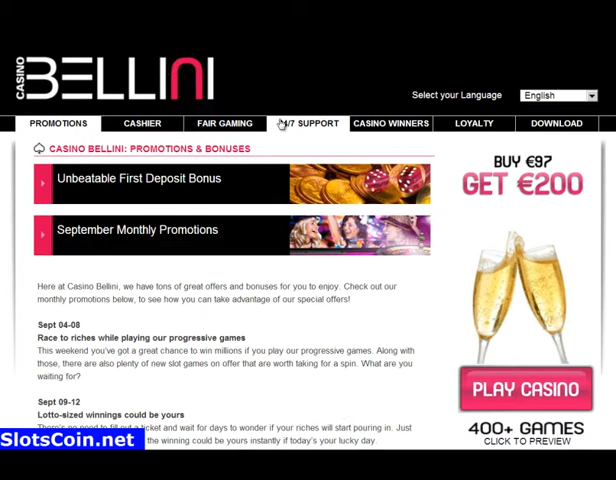 CASINO BELLINI
Select your Language
English
PROMOTIONS CASHIER FAIR GAMING 24/7 SUPPORT CASINO WINNERS LOYALTY DOWNLOAD
CASINO BELLINI: PROMOTIONS & BONUSES
Unbeatable First Deposit Bonus
September Monthly Promotions
Here at Casino Bellini, we have tons of great offers and bonuses for you to enjoy. Check out our
monthly promotions below, to see how you can take advantage of our special offers!
Sept 04-08
Race to riches while playing our progressive games
This weekend you've got a great chance to win millions if you play our progressive games. Along with
those, there are also plenty of new slot games on offer that are worth taking for a spin. What are you
waiting for?
Sept 09-12
Lotto-sized winnings could be yours
There's no need to fill out a ticket and wait for days to wonder if your riches will start pouring in. Just
the winning could be yours instantly if today's your lucky day.
BUY €97
GET €200
PLAY CASINO
400+ GAMES
CLICK TO PREVIEW
SlotsCoin.net